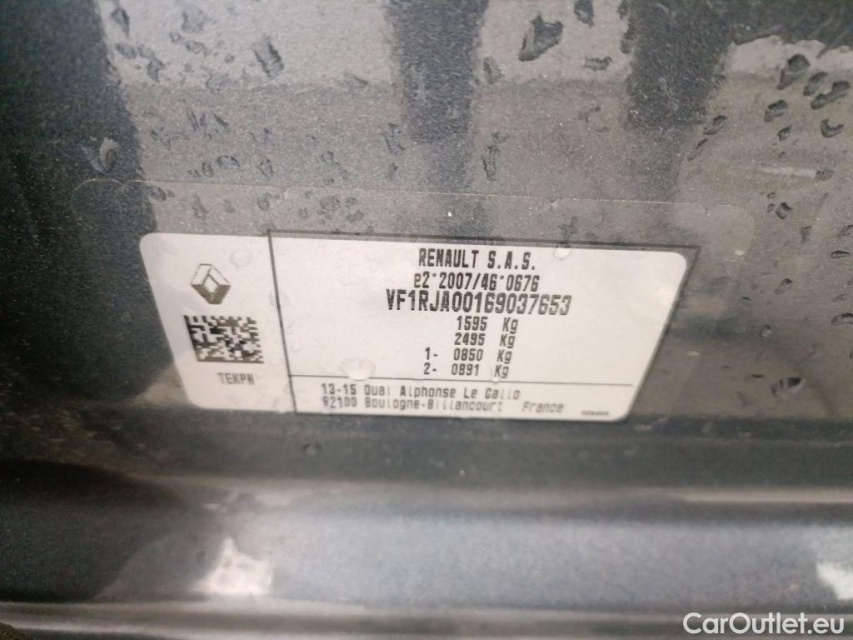 RENAULT S.A.S.
e2*2007/46*0676
VF1RJA00169037653
1595 Kg
2495 Kg
1- 0850 Kg
2- 0891 Kg
TEKPN
13-15 Quai Alphonse Le Gallo
92100 Boulogne-Billancourt France
CarOutlet.eu